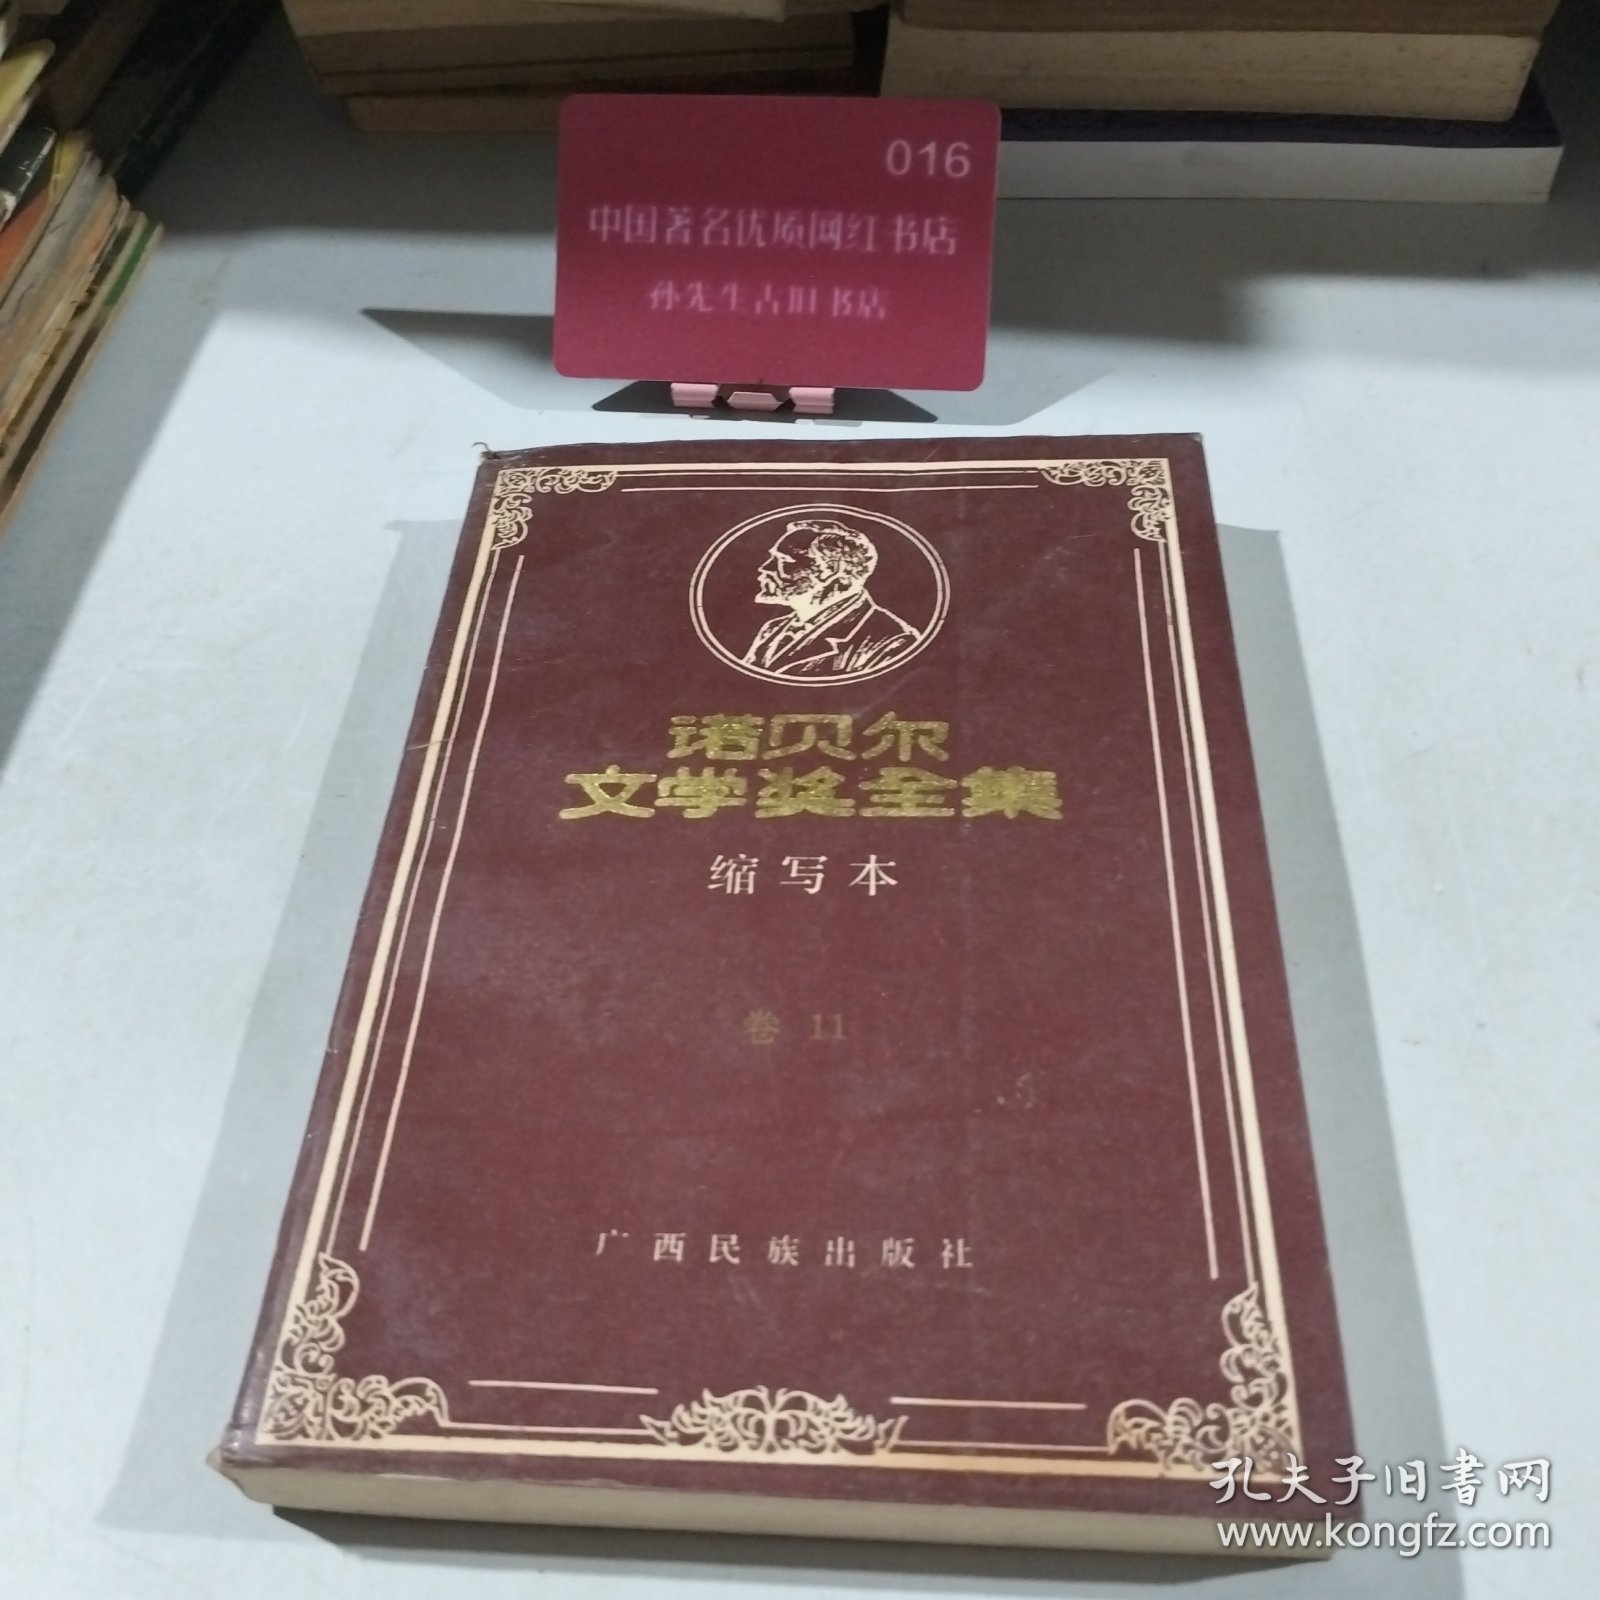 016
中国著名优质网红书店
孙先生古旧书店
诺贝尔
文学奖全集
缩写本
卷 11
广西民族出版社
孔夫子旧书网
www.kongfz.com